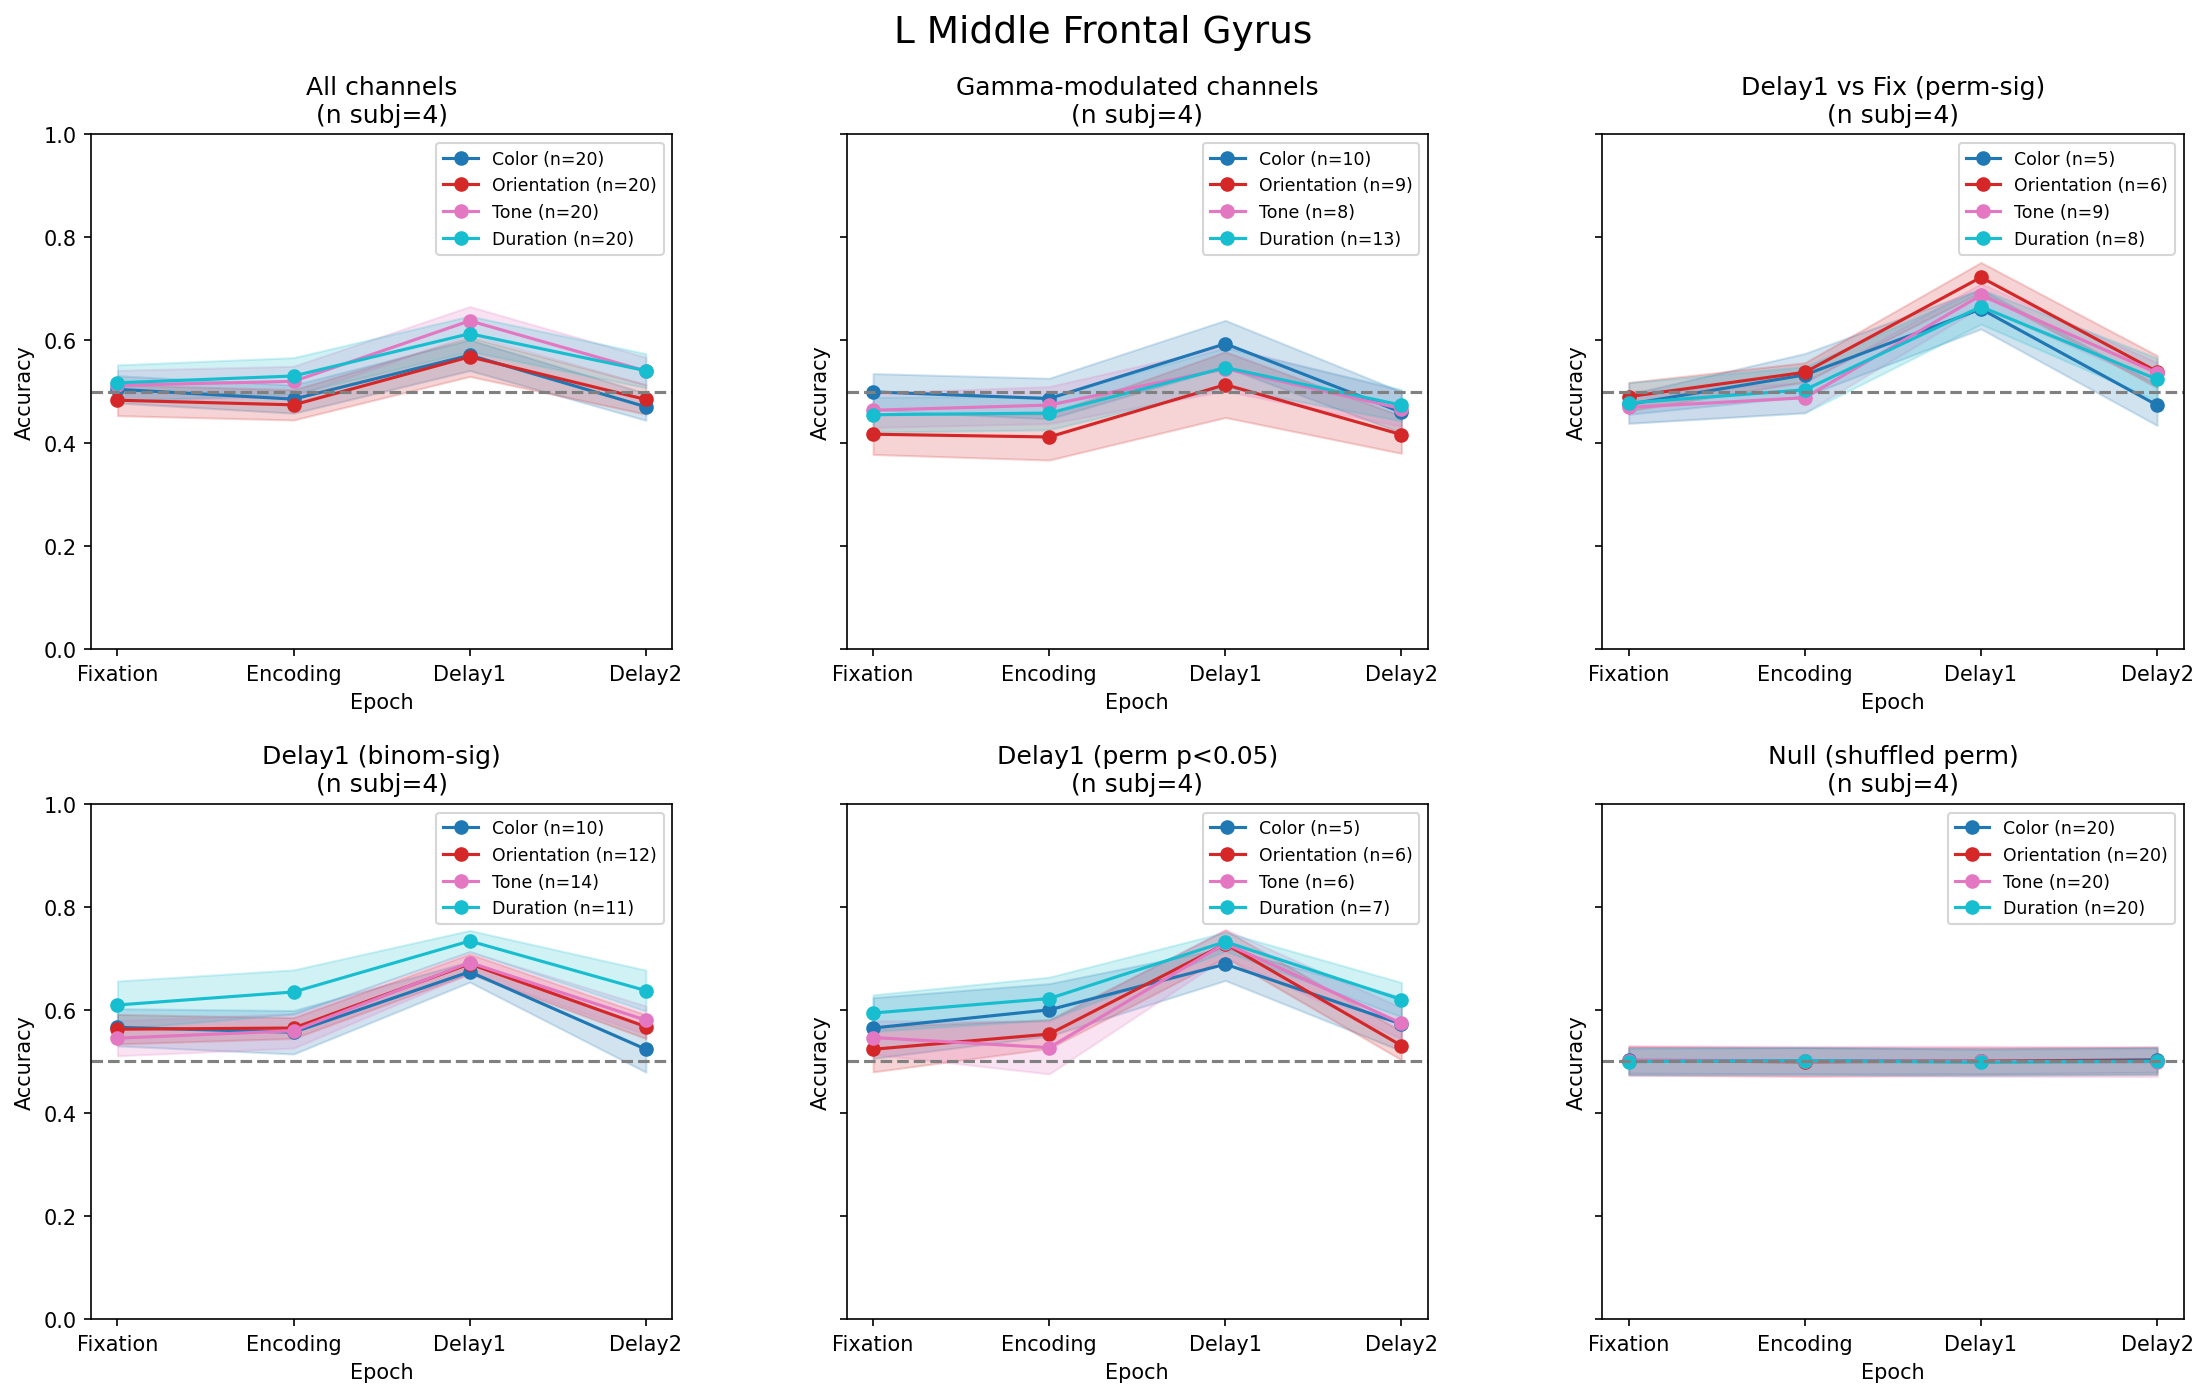 L Middle Frontal Gyrus
All channels
(n subj=4)
1.0
0.8
0.6
0.4
0.2
0.0
Accuracy
Color (n=20)
Orientation (n=20)
Tone (n=20)
Duration (n=20)
Fixation
Encoding
Delay1
Delay2
Epoch
Gamma-modulated channels
(n subj=4)
Accuracy
Color (n=10)
Orientation (n=9)
Tone (n=8)
Duration (n=13)
Fixation
Encoding
Delay1
Delay2
Epoch
Delay1 vs Fix (perm-sig)
(n subj=4)
Accuracy
Color (n=5)
Orientation (n=6)
Tone (n=9)
Duration (n=8)
Fixation
Encoding
Delay1
Delay2
Epoch
Delay1 (binom-sig)
(n subj=4)
1.0
0.8
0.6
0.4
0.2
0.0
Accuracy
Color (n=10)
Orientation (n=12)
Tone (n=14)
Duration (n=11)
Fixation
Encoding
Delay1
Delay2
Epoch
Delay1 (perm p<0.05)
(n subj=4)
Accuracy
Color (n=5)
Orientation (n=6)
Tone (n=6)
Duration (n=7)
Fixation
Encoding
Delay1
Delay2
Epoch
Null (shuffled perm)
(n subj=4)
Accuracy
Color (n=20)
Orientation (n=20)
Tone (n=20)
Duration (n=20)
Fixation
Encoding
Delay1
Delay2
Epoch